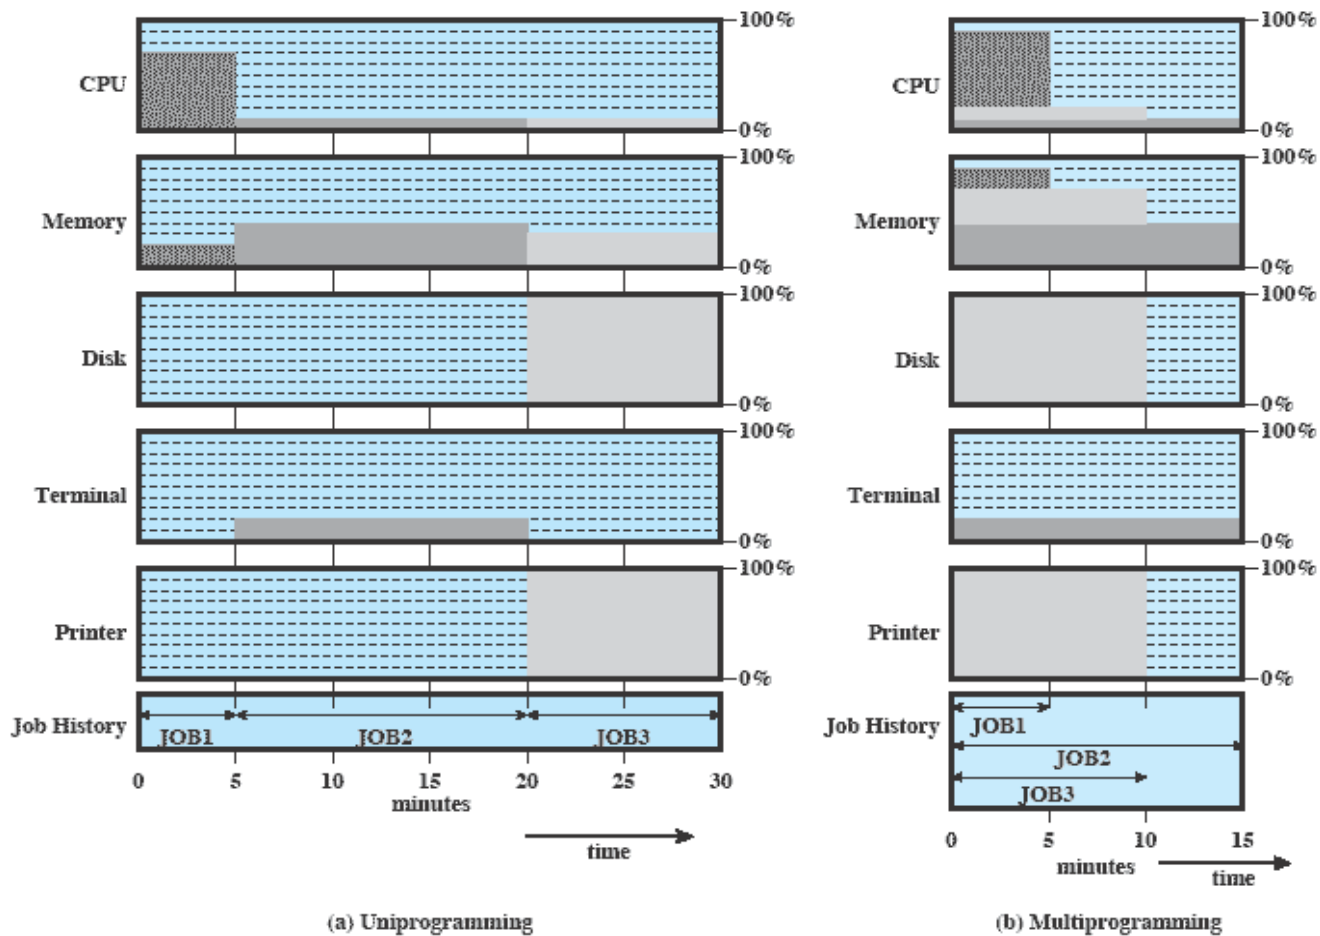 100%
CPU
0%
100%
Memory
0%
100%
Disk
0%
100%
Terminal
0%
100%
Printer
0%
Job History
JOB1
JOB2
JOB3
0
5
10
15
20
25
30
minutes
time
(a) Uniprogramming
100%
CPU
0%
100%
Memory
0%
100%
Disk
0%
100%
Terminal
0%
100%
Printer
0%
Job History
JOB1
JOB2
JOB3
0
5
10
15
minutes
time
(b) Multiprogramming